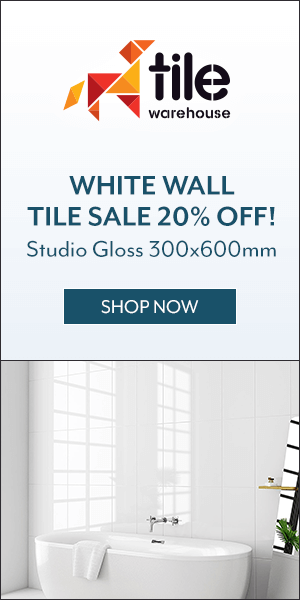 tile
warehouse
WHITE WALL
TILE SALE 20% OFF!
Studio Gloss 300x600mm
SHOP NOW